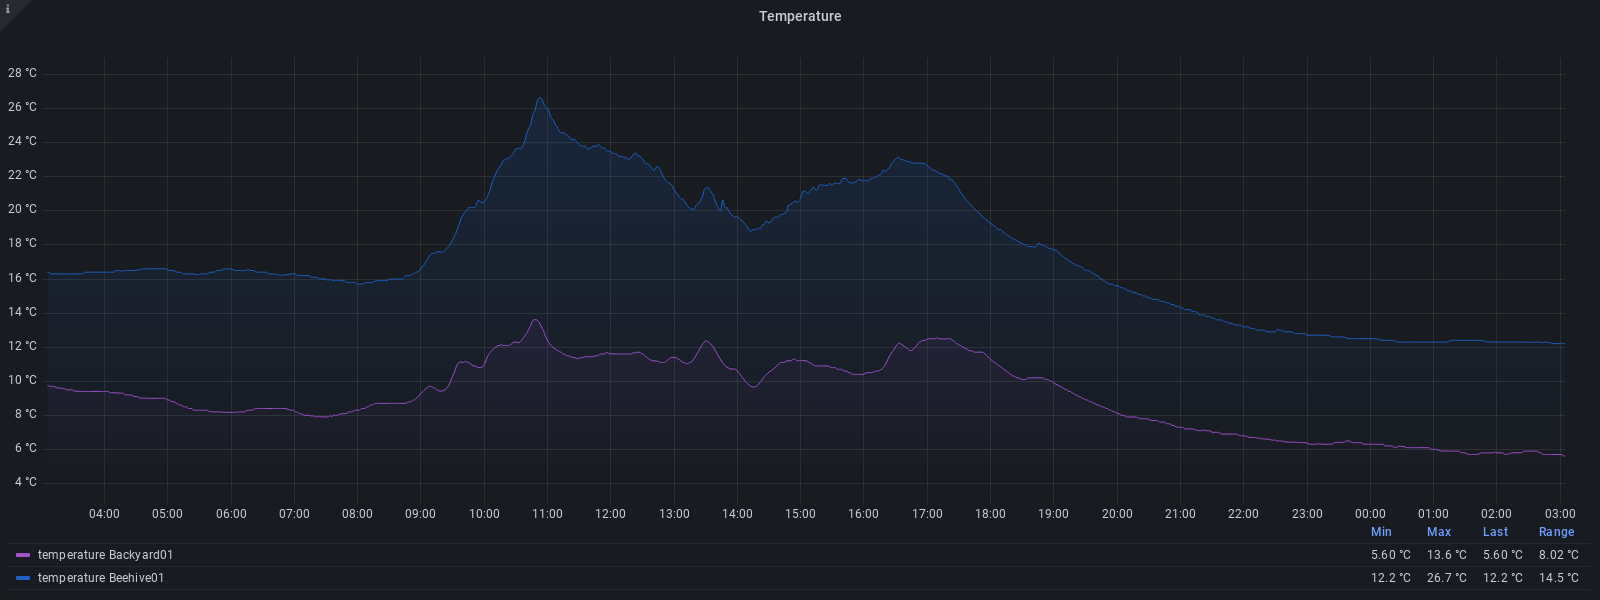 i
Temperature
28 °C
26 °C
24 °C
22 °C
20 °C
18 °C
16 °C
14 °C
12 °C
10 °C
8 °C
6 °C
4 °C
04:00 05:00 06:00 07:00 08:00 09:00 10:00 11:00 12:00 13:00 14:00 15:00 16:00 17:00 18:00 19:00 20:00 21:00 22:00 23:00 00:00 01:00 02:00 03:00
Min Max Last Range
temperature Backyard01 5.60 °C 13.6 °C 5.60 °C 8.02 °C
temperature Beehive01 12.2 °C 26.7 °C 12.2 °C 14.5 °C